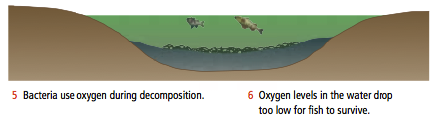 5 Bacteria use oxygen during decomposition.
6 Oxygen levels in the water drop
too low for fish to survive.